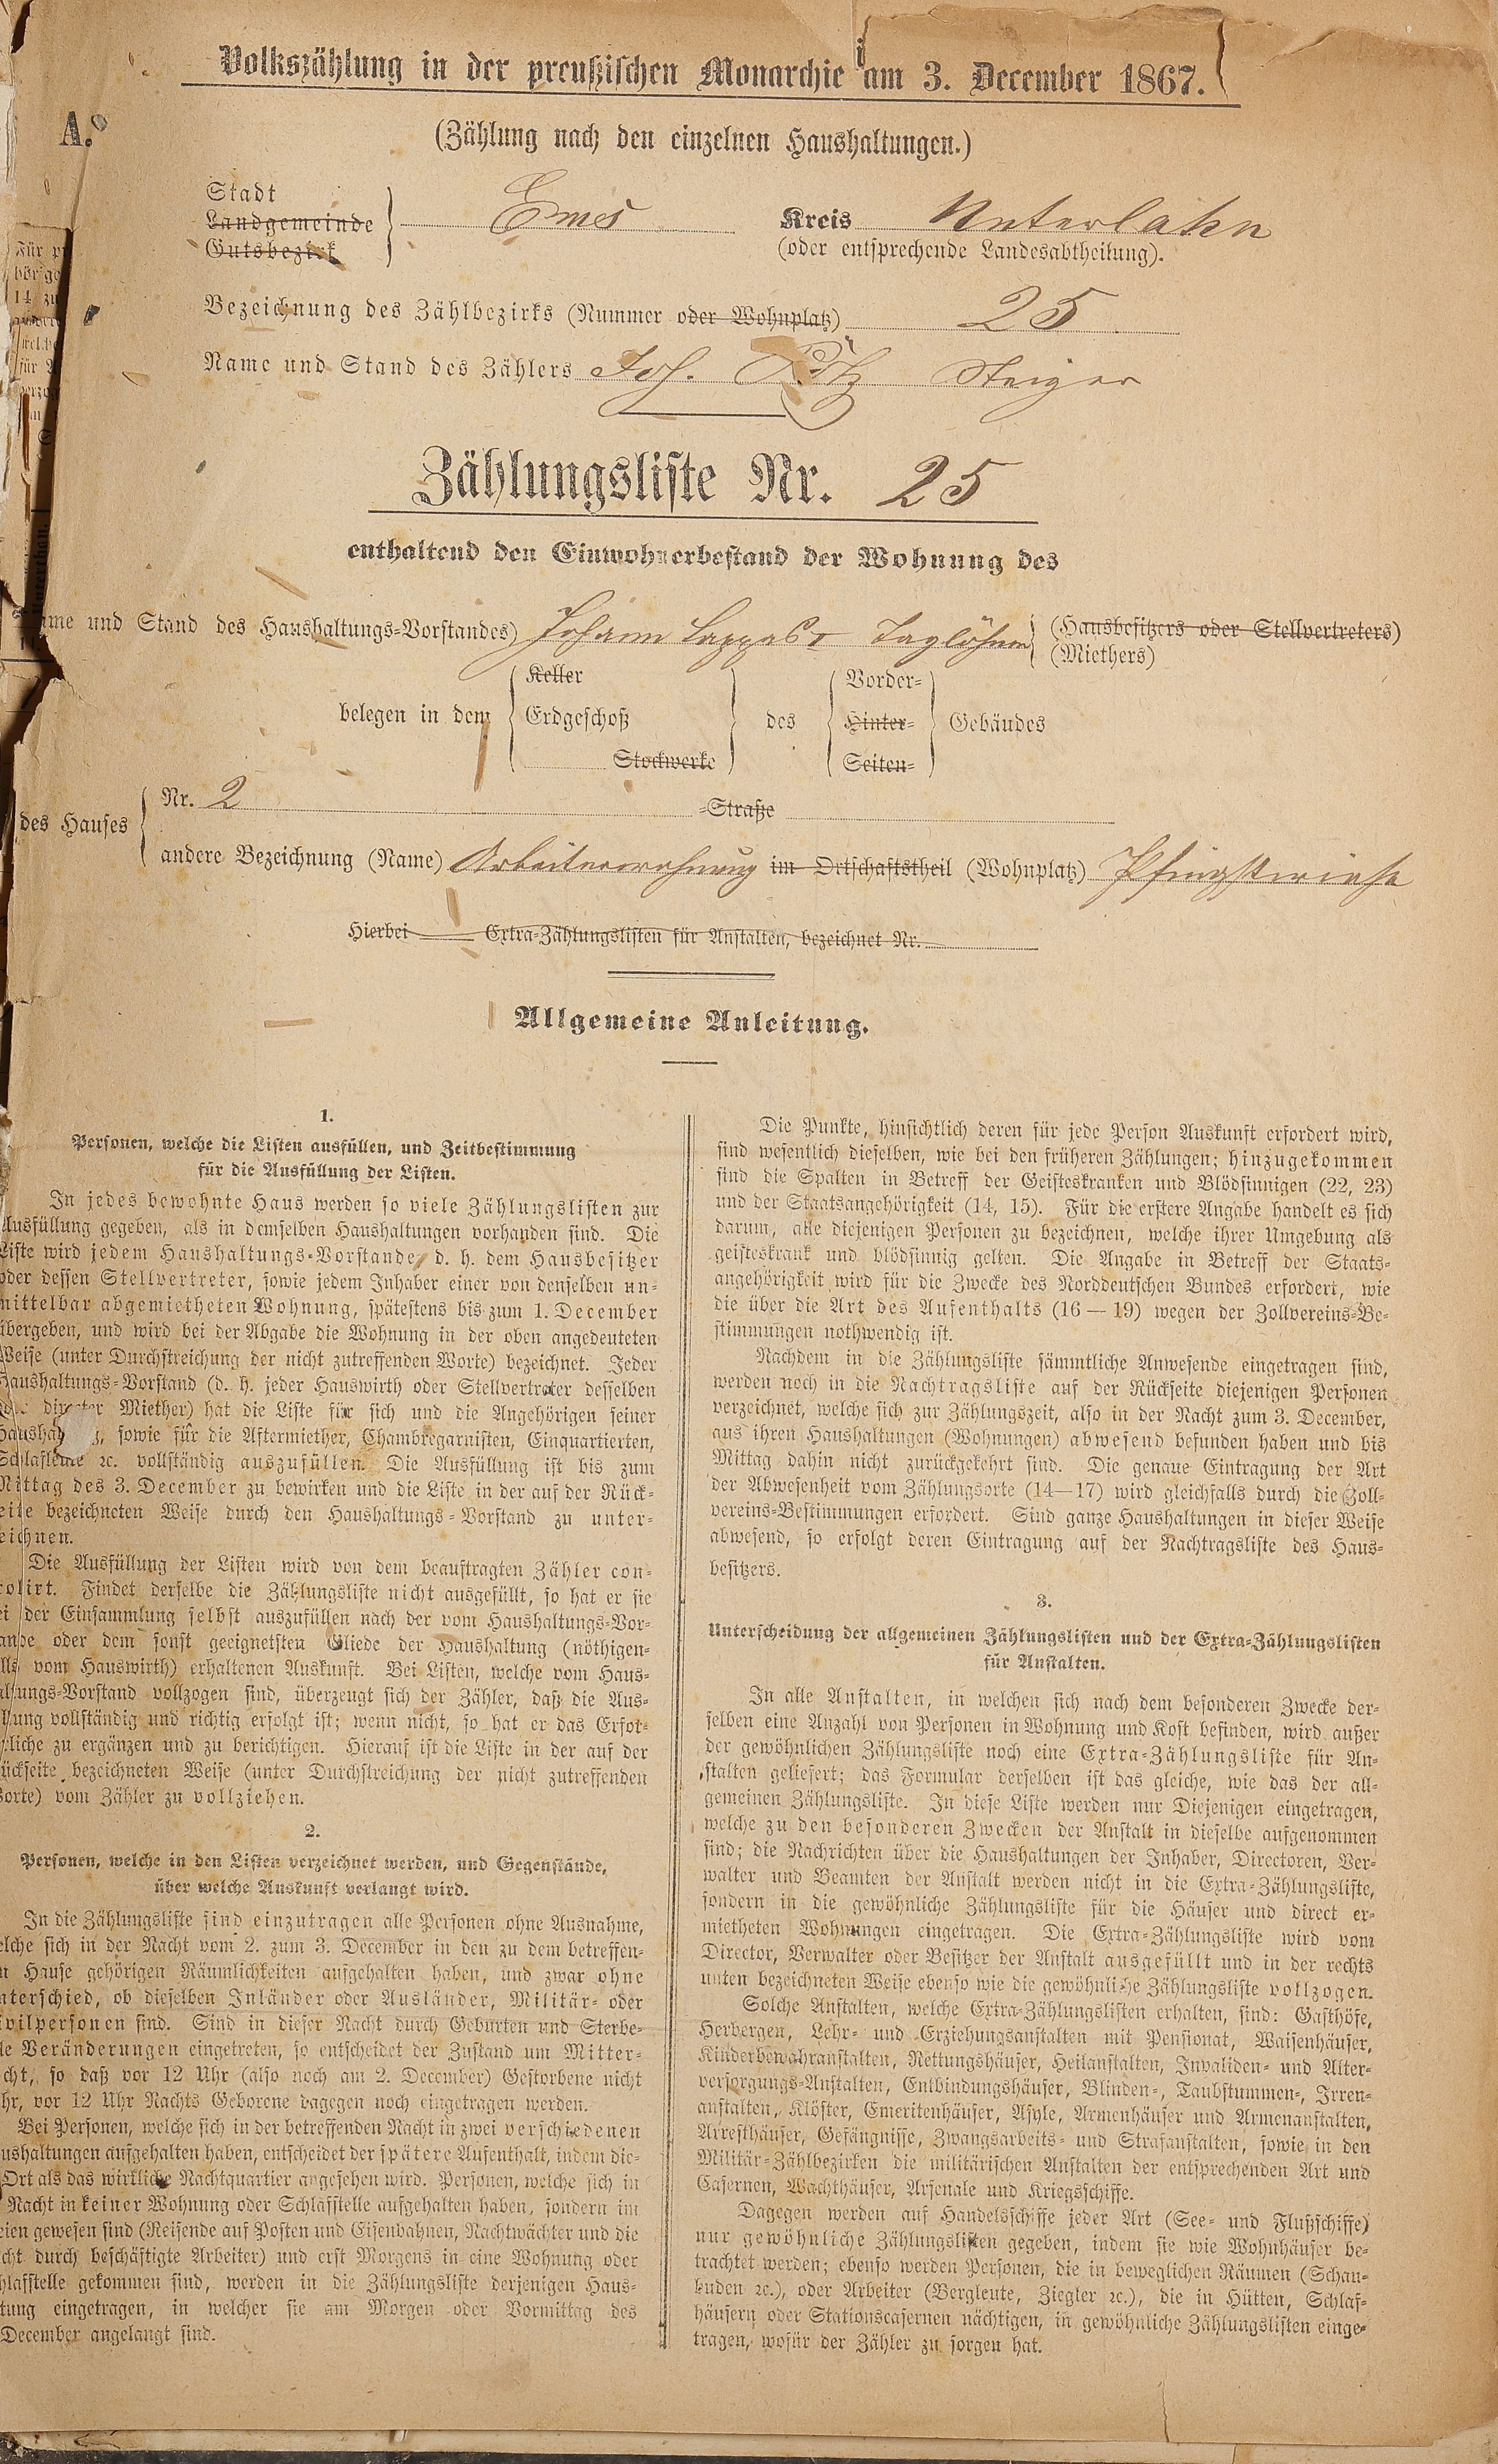 Volkszählung in der preußischen Monarchie am 3. December 1867.
A.
(Zählung nach den einzelnen Haushaltungen.)
Stadt
Landgemeinde
Gutsbezirk
Ems
Kreis Unterlahn
(oder entsprechende Landesabtheilung).
Bezeichnung des Zählbezirks (Nummer oder Wohnplatz) 25
Name und Stand des Zählers Joh. Steiger
Zählungsliste Nr. 25
enthaltend den Einwohnerbestand der Wohnung des
und Stand des Haushaltungs-Vorstandes) Johann Taglöhner (Hausbesitzers oder Stellvertreters)
(Miethers)
belegen in dem
Keller
Erdgeschoß
Stockwerke
des
Vorder-
Hinter-
Seiten-
Gebäudes
des Hauses
Nr. 2 -Straße
andere Bezeichnung (Name) Arbeiterwohnung im Ortschaftstheil (Wohnplatz) Pfingstwiese
Hierbei Extra-Zählungslisten für Anstalten, bezeichnet Nr.
Allgemeine Anleitung.
1.
Personen, welche die Listen ausfüllen, und Zeitbestimmung
für die Ausfüllung der Listen.
In jedes bewohnte Haus werden so viele Zählungslisten zur
Ausfüllung gegeben, als in demselben Haushaltungen vorhanden sind. Die
Liste wird jedem Haushaltungs-Vorstande, d. h. dem Hausbesitzer
oder dessen Stellvertreter, sowie jedem Inhaber einer von denselben un-
mittelbar abgemietheten Wohnung, spätestens bis zum 1. December
übergeben, und wird bei der Abgabe die Wohnung in der oben angedeuteten
Weise (unter Durchstreichung der nicht zutreffenden Worte) bezeichnet. Jeder
Haushaltungs-Vorstand (d. h. jeder Hauswirth oder Stellvertreter desselben
directer Miether) hat die Liste für sich und die Angehörigen seiner
sowie für die Aftermiether, Chambregarnisten, Einquartierten,
Schlafleute ꝛc. vollständig auszufüllen. Die Ausfüllung ist bis zum
Mittag des 3. December zu bewirken und die Liste in der auf der Rück-
seite bezeichneten Weise durch den Haushaltungs-Vorstand zu unter-
zeichnen.
Die Ausfüllung der Listen wird von dem beauftragten Zähler con-
trolirt. Findet derselbe die Zählungsliste nicht ausgefüllt, so hat er sie
bei der Einsammlung selbst auszufüllen nach der vom Haushaltungs-Vor-
stande oder dem sonst geeignetsten Gliede der Haushaltung (nöthigen-
falls vom Hauswirth) erhaltenen Auskunft. Bei Listen, welche vom Haus-
haltungs-Vorstand vollzogen sind, überzeugt sich der Zähler, daß die Aus-
füllung vollständig und richtig erfolgt ist; wenn nicht, so hat er das Erfor-
derliche zu ergänzen und zu berichtigen. Hierauf ist die Liste in der auf der
Rückseite bezeichneten Weise (unter Durchstreichung der nicht zutreffenden
Worte) vom Zähler zu vollziehen.
2.
Personen, welche in den Listen verzeichnet werden, und Gegenstände,
über welche Auskunft verlangt wird.
In die Zählungsliste sind einzutragen alle Personen ohne Ausnahme,
welche sich in der Nacht vom 2. zum 3. December in den zu dem betreffen-
den Hause gehörigen Räumlichkeiten aufgehalten haben, und zwar ohne
Unterschied, ob dieselben Inländer oder Ausländer, Militär- oder
Civilpersonen sind. Sind in dieser Nacht durch Geburten und Sterbe-
fälle Veränderungen eingetreten, so entscheidet der Zustand um Mitter-
nacht, so daß vor 12 Uhr (also noch am 2. December) Gestorbene nicht
mehr, vor 12 Uhr Nachts Geborene dagegen noch eingetragen werden.
Bei Personen, welche sich in der betreffenden Nacht in zwei verschiedenen
Haushaltungen aufgehalten haben, entscheidet der spätere Aufenthalt, indem die-
Ort als das wirkliche Nachtquartier angesehen wird. Personen, welche sich in
Nacht in keiner Wohnung oder Schlafstelle aufgehalten haben, sondern im
Freien gewesen sind (Reisende auf Posten und Eisenbahnen, Nachtwächter und die
Nacht durch beschäftigte Arbeiter) und erst Morgens in eine Wohnung oder
Schlafstelle gekommen sind, werden in die Zählungsliste derjenigen Haus-
haltung eingetragen, in welcher sie am Morgen oder Vormittag des
December angelangt sind.
Die Punkte, hinsichtlich deren für jede Person Auskunft erfordert wird,
sind wesentlich dieselben, wie bei den früheren Zählungen; hinzugekommen
sind die Spalten in Betreff der Geisteskranken und Blödsinnigen (22, 23)
und der Staatsangehörigkeit (14, 15). Für die erstere Angabe handelt es sich
darum, alle diejenigen Personen zu bezeichnen, welche ihrer Umgebung als
geisteskrank und blödsinnig gelten. Die Angabe in Betreff der Staats-
angehörigkeit wird für die Zwecke des Norddeutschen Bundes erfordert, wie
die über die Art des Aufenthalts (16—19) wegen der Zollvereins-Be-
stimmungen nothwendig ist.
Nachdem in die Zählungsliste sämmtliche Anwesende eingetragen sind,
werden noch in die Nachtragsliste auf der Rückseite diejenigen Personen
verzeichnet, welche sich zur Zählungszeit, also in der Nacht zum 3. December,
aus ihren Haushaltungen (Wohnungen) abwesend befunden haben und bis
Mittag dahin nicht zurückgekehrt sind. Die genaue Eintragung der Art
der Abwesenheit vom Zählungsorte (14—17) wird gleichfalls durch die Zoll-
vereins-Bestimmungen erfordert. Sind ganze Haushaltungen in dieser Weise
abwesend, so erfolgt deren Eintragung auf der Nachtragsliste des Haus-
besitzers.
3.
Unterscheidung der allgemeinen Zählungslisten und der Extra-Zählungslisten
für Anstalten.
In alle Anstalten, in welchen sich nach dem besonderen Zwecke der-
selben eine Anzahl von Personen in Wohnung und Kost befinden, wird außer
der gewöhnlichen Zählungsliste noch eine Extra-Zählungsliste für An-
stalten geliefert; das Formular derselben ist das gleiche, wie das der all-
gemeinen Zählungsliste. In diese Liste werden nur Diejenigen eingetragen,
welche zu den besonderen Zwecken der Anstalt in dieselbe aufgenommen
sind; die Nachrichten über die Haushaltungen der Inhaber, Directoren, Ver-
walter und Beamten der Anstalt werden nicht in die Extra-Zählungsliste,
sondern in die gewöhnliche Zählungsliste für die Häuser und direct er-
mietheten Wohnungen eingetragen. Die Extra-Zählungsliste wird vom
Director, Verwalter oder Besitzer der Anstalt ausgefüllt und in der rechts
unten bezeichneten Weise ebenso wie die gewöhnliche Zählungsliste vollzogen.
Solche Anstalten, welche Extra-Zählungslisten erhalten, sind: Gasthöfe,
Herbergen, Lehr- und Erziehungsanstalten mit Pensionat, Waisenhäuser,
Kinderbewahranstalten, Rettungshäuser, Heilanstalten, Invaliden- und Alter-
versorgungs-Anstalten, Entbindungshäuser, Blinden-, Taubstummen-, Irren-
anstalten, Klöster, Emeritenhäuser, Asyle, Armenhäuser und Armenanstalten,
Arresthäuser, Gefängnisse, Zwangsarbeits- und Strafanstalten, sowie in den
Militär-Zählbezirken die militärischen Anstalten der entsprechenden Art und
Casernen, Wachthäuser, Arsenale und Kriegsschiffe.
Dagegen werden auf Handelsschiffe jeder Art (See- und Flußschiffe)
nur gewöhnliche Zählungslisten gegeben, indem sie wie Wohnhäuser be-
trachtet werden; ebenso werden Personen, die in beweglichen Räumen (Schau-
buden ꝛc.), oder Arbeiter (Bergleute, Ziegler ꝛc.), die in Hütten, Schlaf-
häusern oder Stationscasernen nächtigen, in gewöhnliche Zählungslisten einge-
tragen, wofür der Zähler zu sorgen hat.